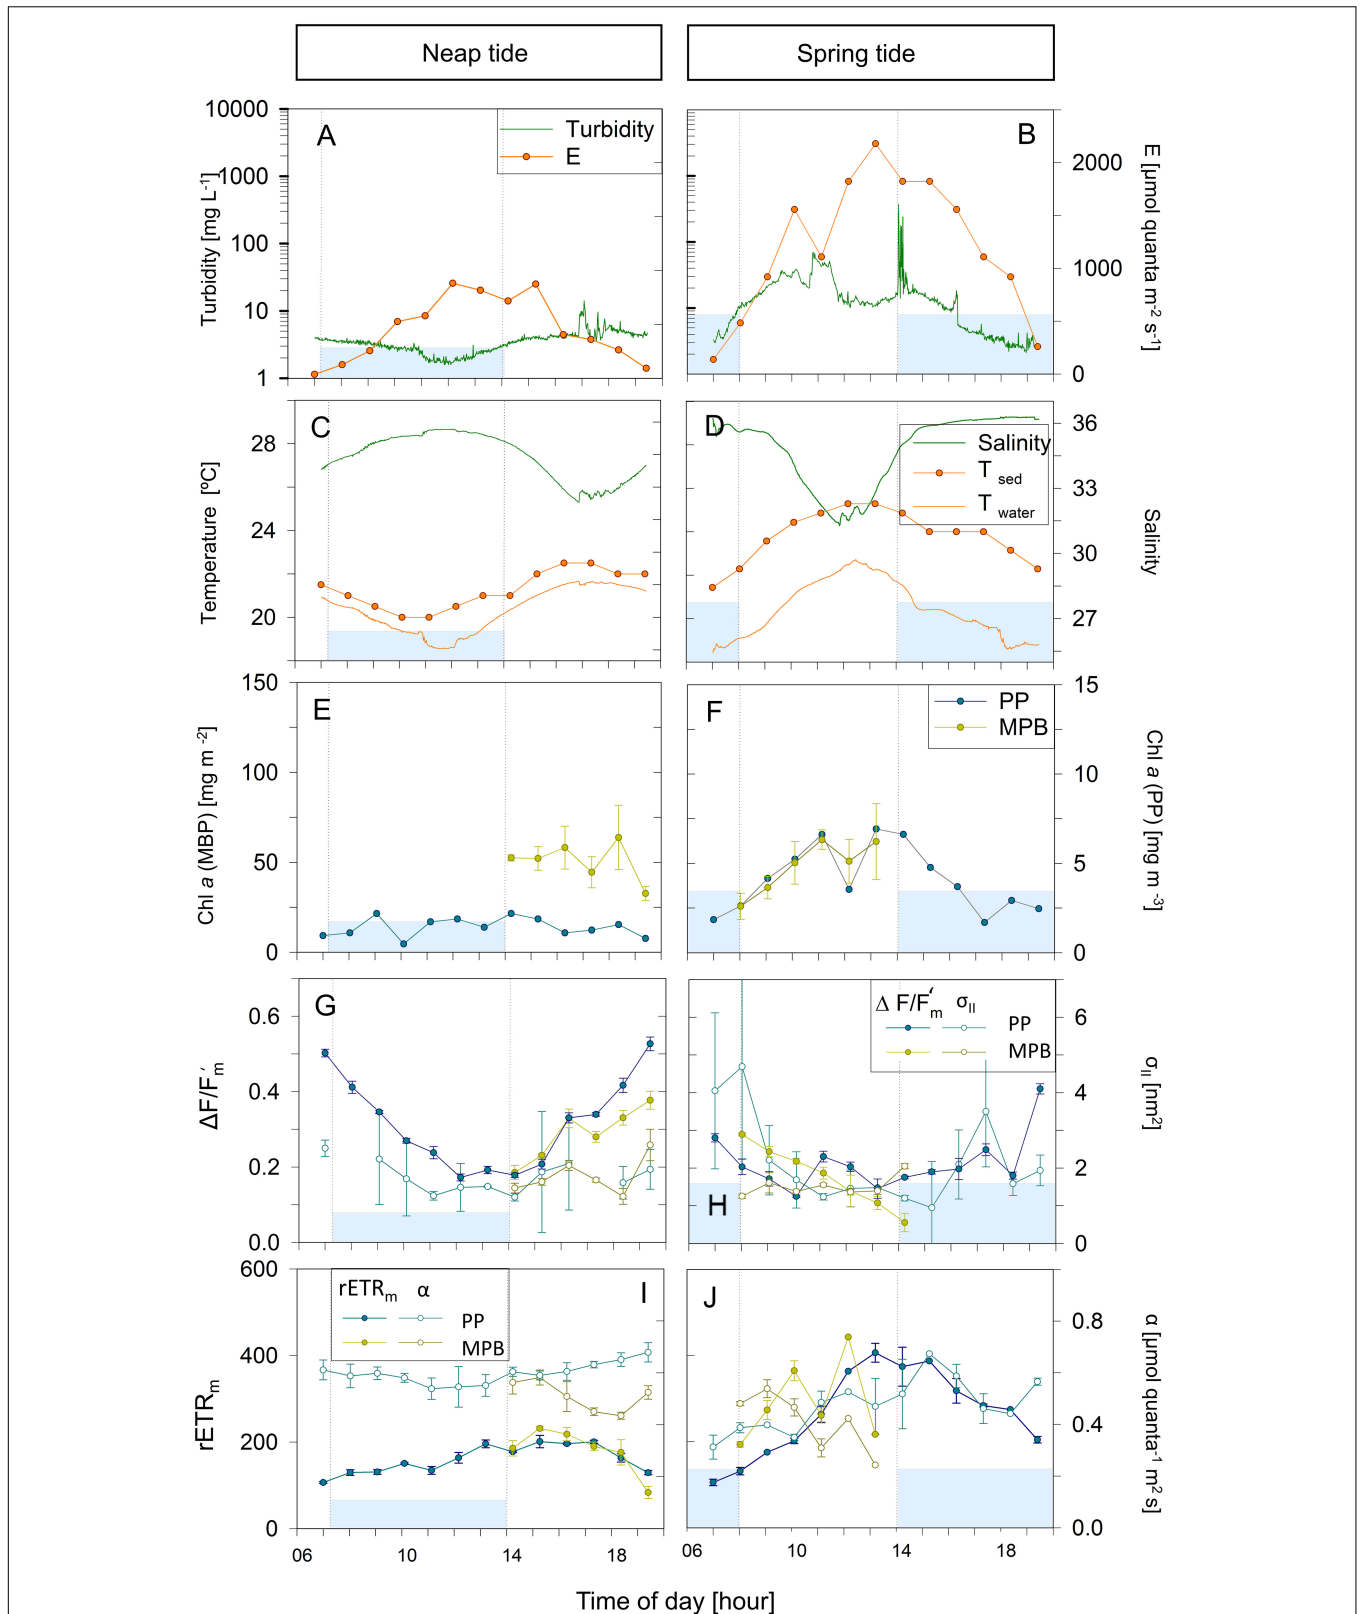 Neap tide
Spring tide
A
Turbidity
E
10000
1000
100
10
1
Turbidity [mg L-1]
B
2000
1000
0
E [µmol quanta m-2 s-1]
C
28
24
20
Temperature [ºC]
D
Salinity
T sed
T water
36
33
30
27
Salinity
E
150
100
50
0
Chl a (MBP) [mg m -2]
F
PP
MPB
15
10
5
0
Chl a (PP) [mg m -3]
G
0.6
0.4
0.2
0.0
ΔF/F'm
H
Δ F/F'm σII
PP
MPB
6
4
2
0
σII [nm2]
I
rETRm α
PP
MPB
600
400
200
0
rETRm
J
0.8
0.4
0.0
α [µmol quanta-1 m2 s]
06 10 14 18
06 10 14 18
Time of day [hour]